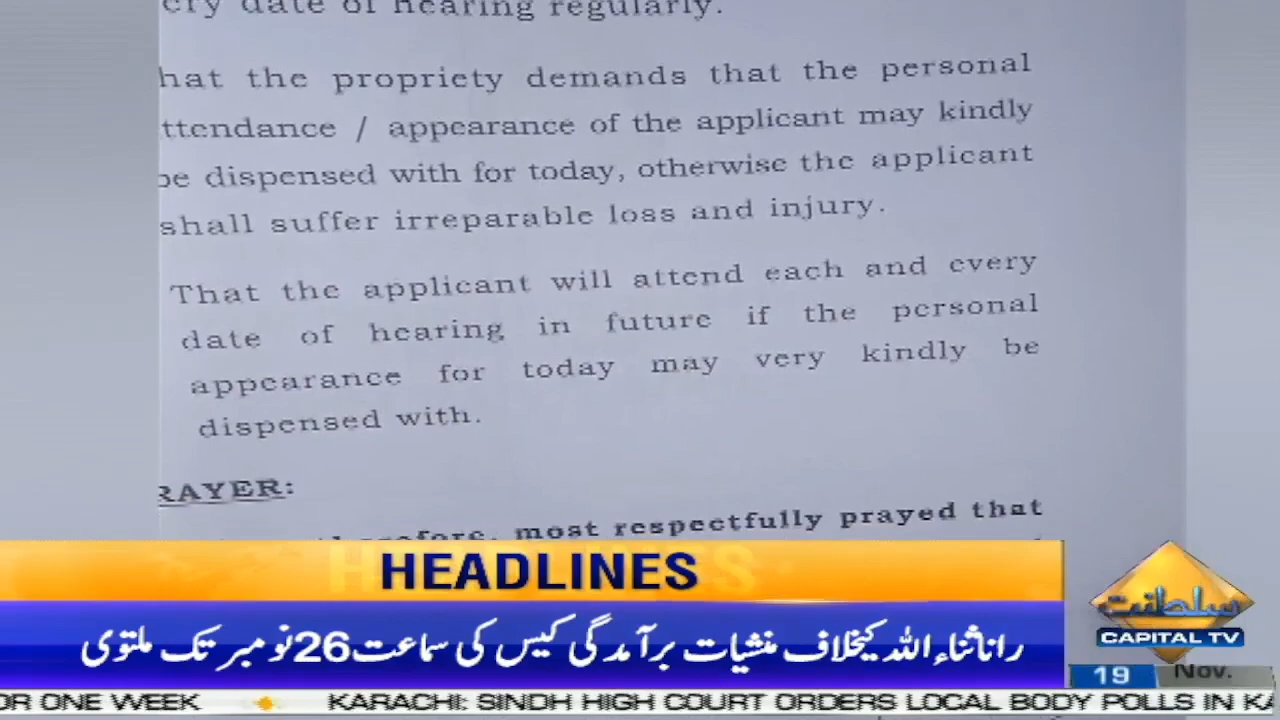 ery date of hearing regularly.
hat the propriety demands that the personal
ttendance / appearance of the applicant may kindly
be dispensed with for today, otherwise the applicant
shall suffer irreparable loss and injury.
That the applicant will attend each and every
date of hearing in future if the personal
appearance for today may very kindly be
dispensed with.
RAYER:
therefore, most respectfully prayed that
HEADLINES
رانا ثناء اللہ کیخلاف منشیات برآمدگی کیس کی سماعت 26 نومبر تک ملتوی
سلطانت
CAPITAL TV
19 Nov.
OR ONE WEEK KARACHI: SINDH HIGH COURT ORDERS LOCAL BODY POLLS IN KA